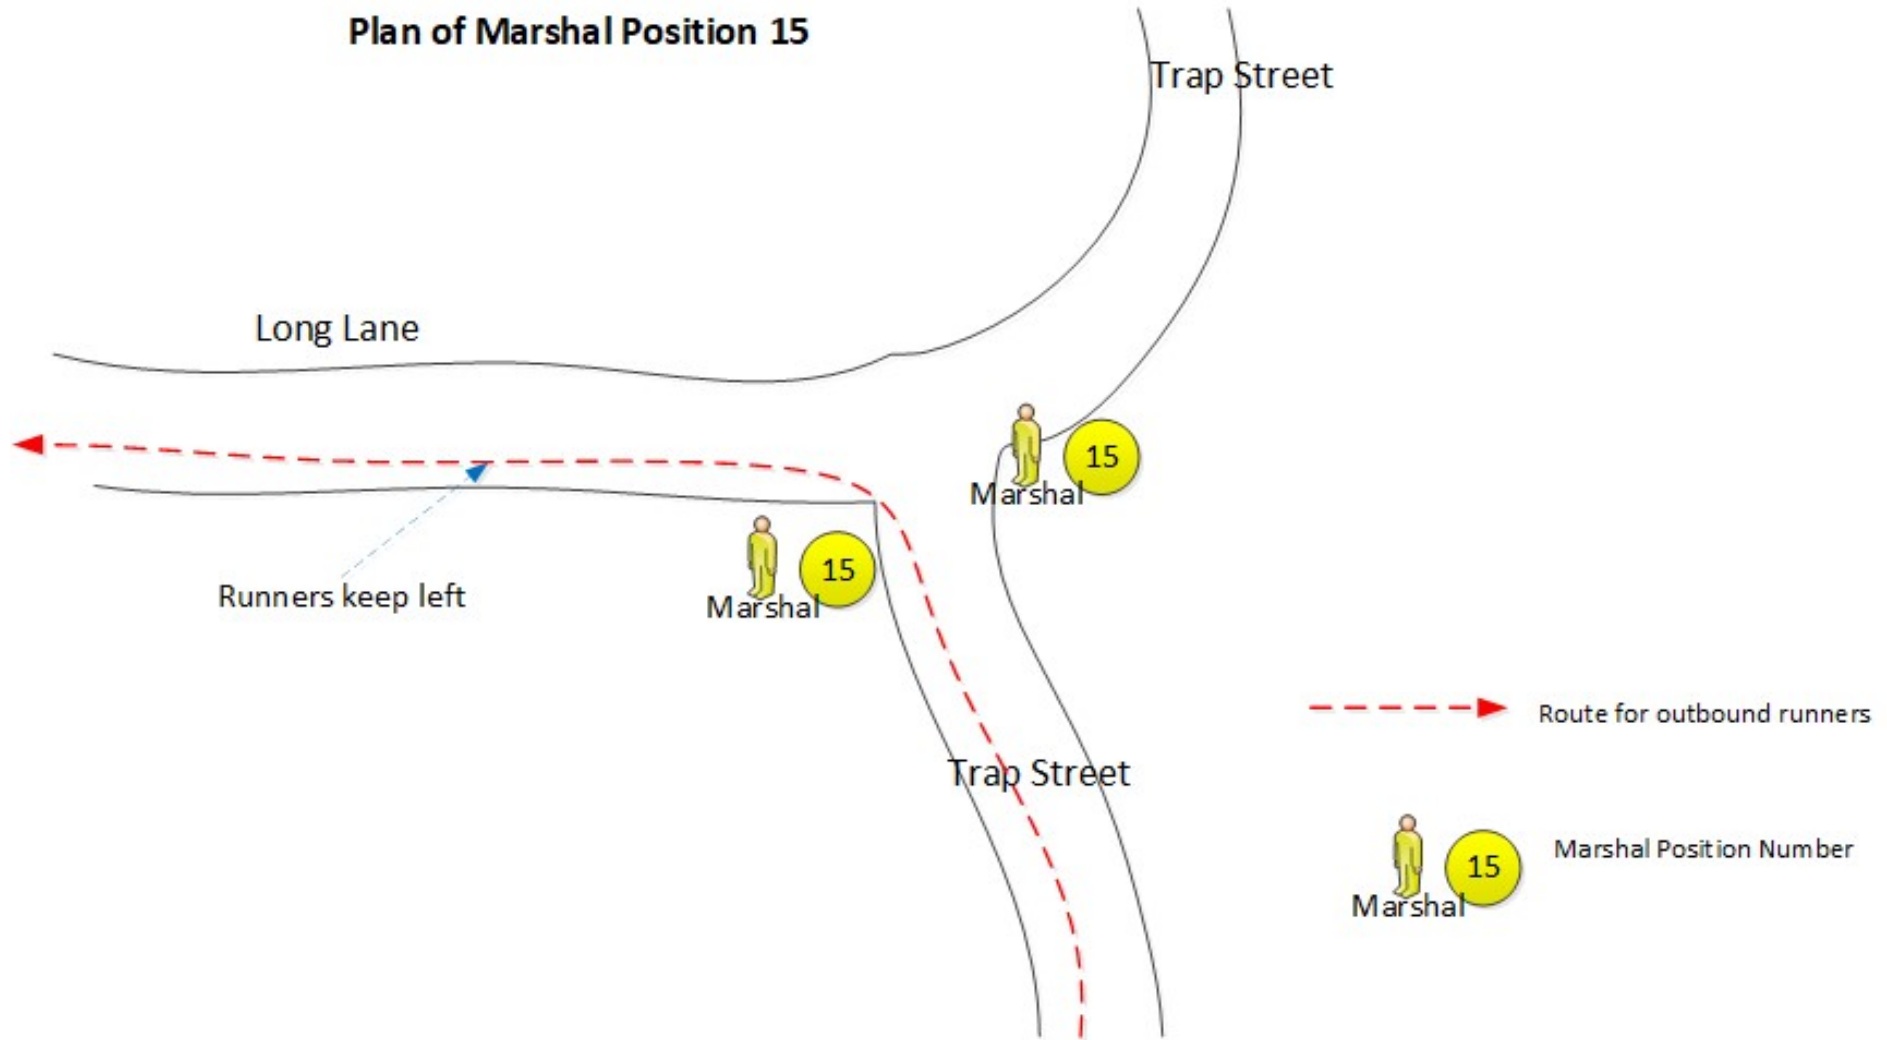 Plan of Marshal Position 15
Trap Street
Long Lane
15
Marshal
15
Marshal
Runners keep left
Route for outbound runners
Trap Street
Marshal Position Number
15
Marshal